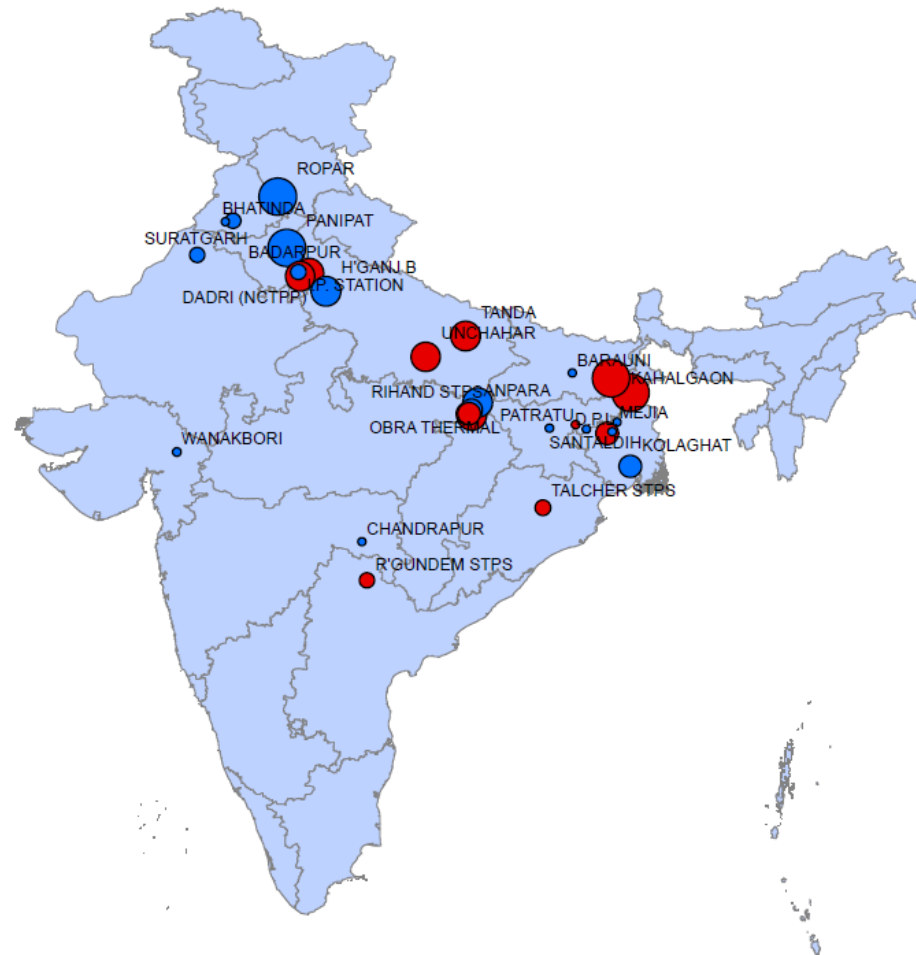 ROPAR
BHATINDA
PANIPAT
SURATGARH
BADARPUR
H'GANJ B
I.P. STATION
DADRI (NCTPP)
TANDA
UNCHAHAR
BARAUNI
KAHALGAON
RIHAND STPS
ANPARA
PATRATU
D.P.L
MEJIA
OBRA THERMAL
SANTALDIH
KOLAGHAT
WANAKBORI
TALCHER STPS
CHANDRAPUR
R'GUNDEM STPS